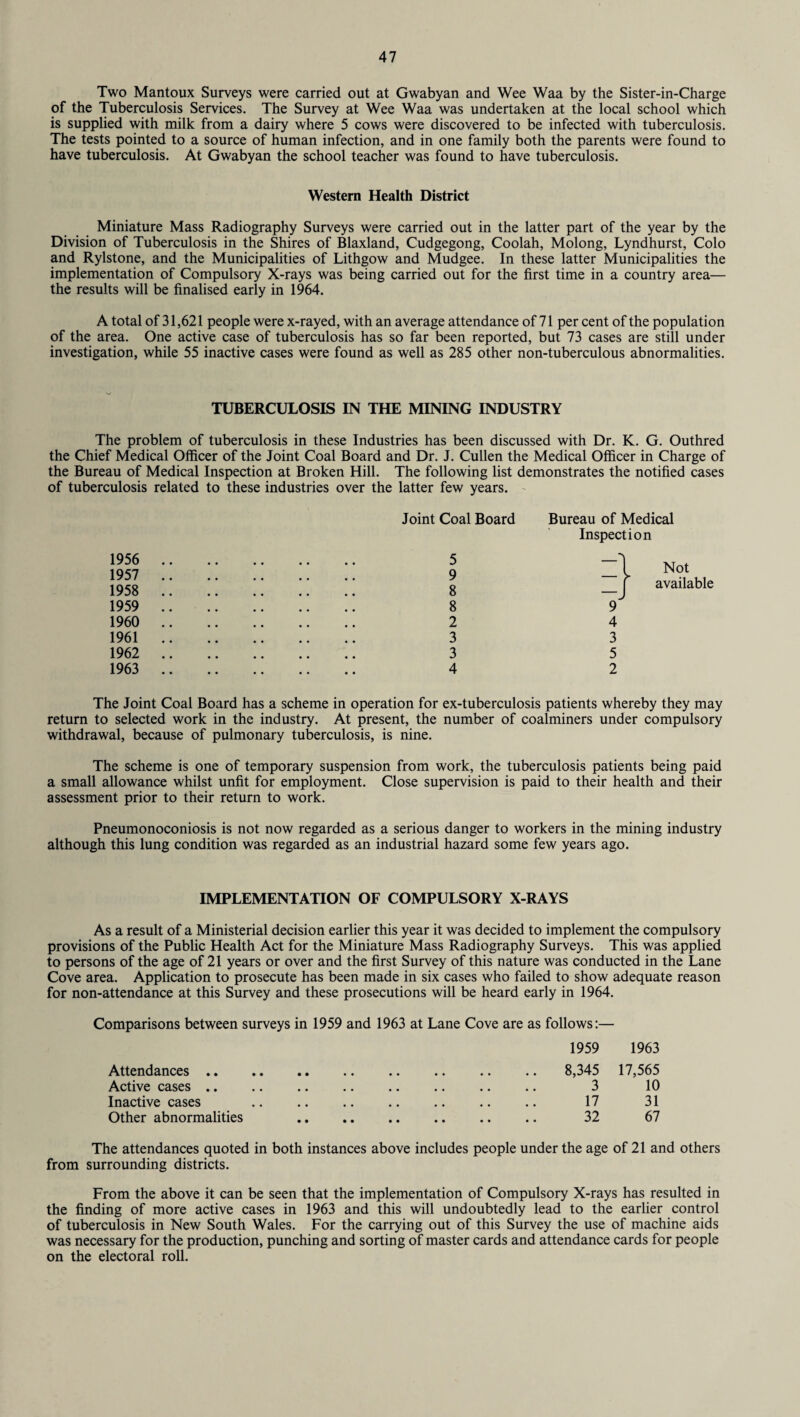 47
Two Mantoux Surveys were carried out at Gwabyan and Wee Waa by the Sister-in-Charge
of the Tuberculosis Services. The Survey at Wee Waa was undertaken at the local school which
is supplied with milk from a dairy where 5 cows were discovered to be infected with tuberculosis.
The tests pointed to a source of human infection, and in one family both the parents were found to
have tuberculosis. At Gwabyan the school teacher was found to have tuberculosis.
Western Health District
Miniature Mass Radiography Surveys were carried out in the latter part of the year by the
Division of Tuberculosis in the Shires of Blaxland, Cudgegong, Coolah, Molong, Lyndhurst, Colo
and Rylstone, and the Municipalities of Lithgow and Mudgee. In these latter Municipalities the
implementation of Compulsory X-rays was being carried out for the first time in a country area—
the results will be finalised early in 1964.
A total of 31,621 people were x-rayed, with an average attendance of 71 per cent of the population
of the area. One active case of tuberculosis has so far been reported, but 73 cases are still under
investigation, while 55 inactive cases were found as well as 285 other non-tuberculous abnormalities.
TUBERCULOSIS IN THE MINING INDUSTRY
The problem of tuberculosis in these Industries has been discussed with Dr. K. G. Outhred
the Chief Medical Officer of the Joint Coal Board and Dr. J. Cullen the Medical Officer in Charge of
the Bureau of Medical Inspection at Broken Hill. The following list demonstrates the notified cases
of tuberculosis related to these industries over the latter few years.
Joint Coal Board Bureau of Medical
Inspection
1956 .. .. .. .. .. 5 —
1957 .. .. .. .. .. 9 — Not
1958 .. .. .. .. .. 8 — available
1959 .. .. .. .. .. 8 9
1960 .. .. .. .. .. 2 4
1961 .. .. .. .. .. 3 3
1962 .. .. .. .. .. 3 5
1963 .. .. .. .. .. 4 2
The Joint Coal Board has a scheme in operation for ex-tuberculosis patients whereby they may
return to selected work in the industry. At present, the number of coalminers under compulsory
withdrawal, because of pulmonary tuberculosis, is nine.
The scheme is one of temporary suspension from work, the tuberculosis patients being paid
a small allowance whilst unfit for employment. Close supervision is paid to their health and their
assessment prior to their return to work.
Pneumonoconiosis is not now regarded as a serious danger to workers in the mining industry
although this lung condition was regarded as an industrial hazard some few years ago.
IMPLEMENTATION OF COMPULSORY X-RAYS
As a result of a Ministerial decision earlier this year it was decided to implement the compulsory
provisions of the Public Health Act for the Miniature Mass Radiography Surveys. This was applied
to persons of the age of 21 years or over and the first Survey of this nature was conducted in the Lane
Cove area. Application to prosecute has been made in six cases who failed to show adequate reason
for non-attendance at this Survey and these prosecutions will be heard early in 1964.
Comparisons between surveys in 1959 and 1963 at Lane Cove are as follows:—
1959 1963
Attendances .. .. .. .. .. .. .. .. 8,345 17,565
Active cases .. .. .. .. .. .. .. .. 3 10
Inactive cases .. .. .. .. .. .. .. 17 31
Other abnormalities .. .. .. .. .. .. 32 67
The attendances quoted in both instances above includes people under the age of 21 and others
from surrounding districts.
From the above it can be seen that the implementation of Compulsory X-rays has resulted in
the finding of more active cases in 1963 and this will undoubtedly lead to the earlier control
of tuberculosis in New South Wales. For the carrying out of this Survey the use of machine aids
was necessary for the production, punching and sorting of master cards and attendance cards for people
on the electoral roll.